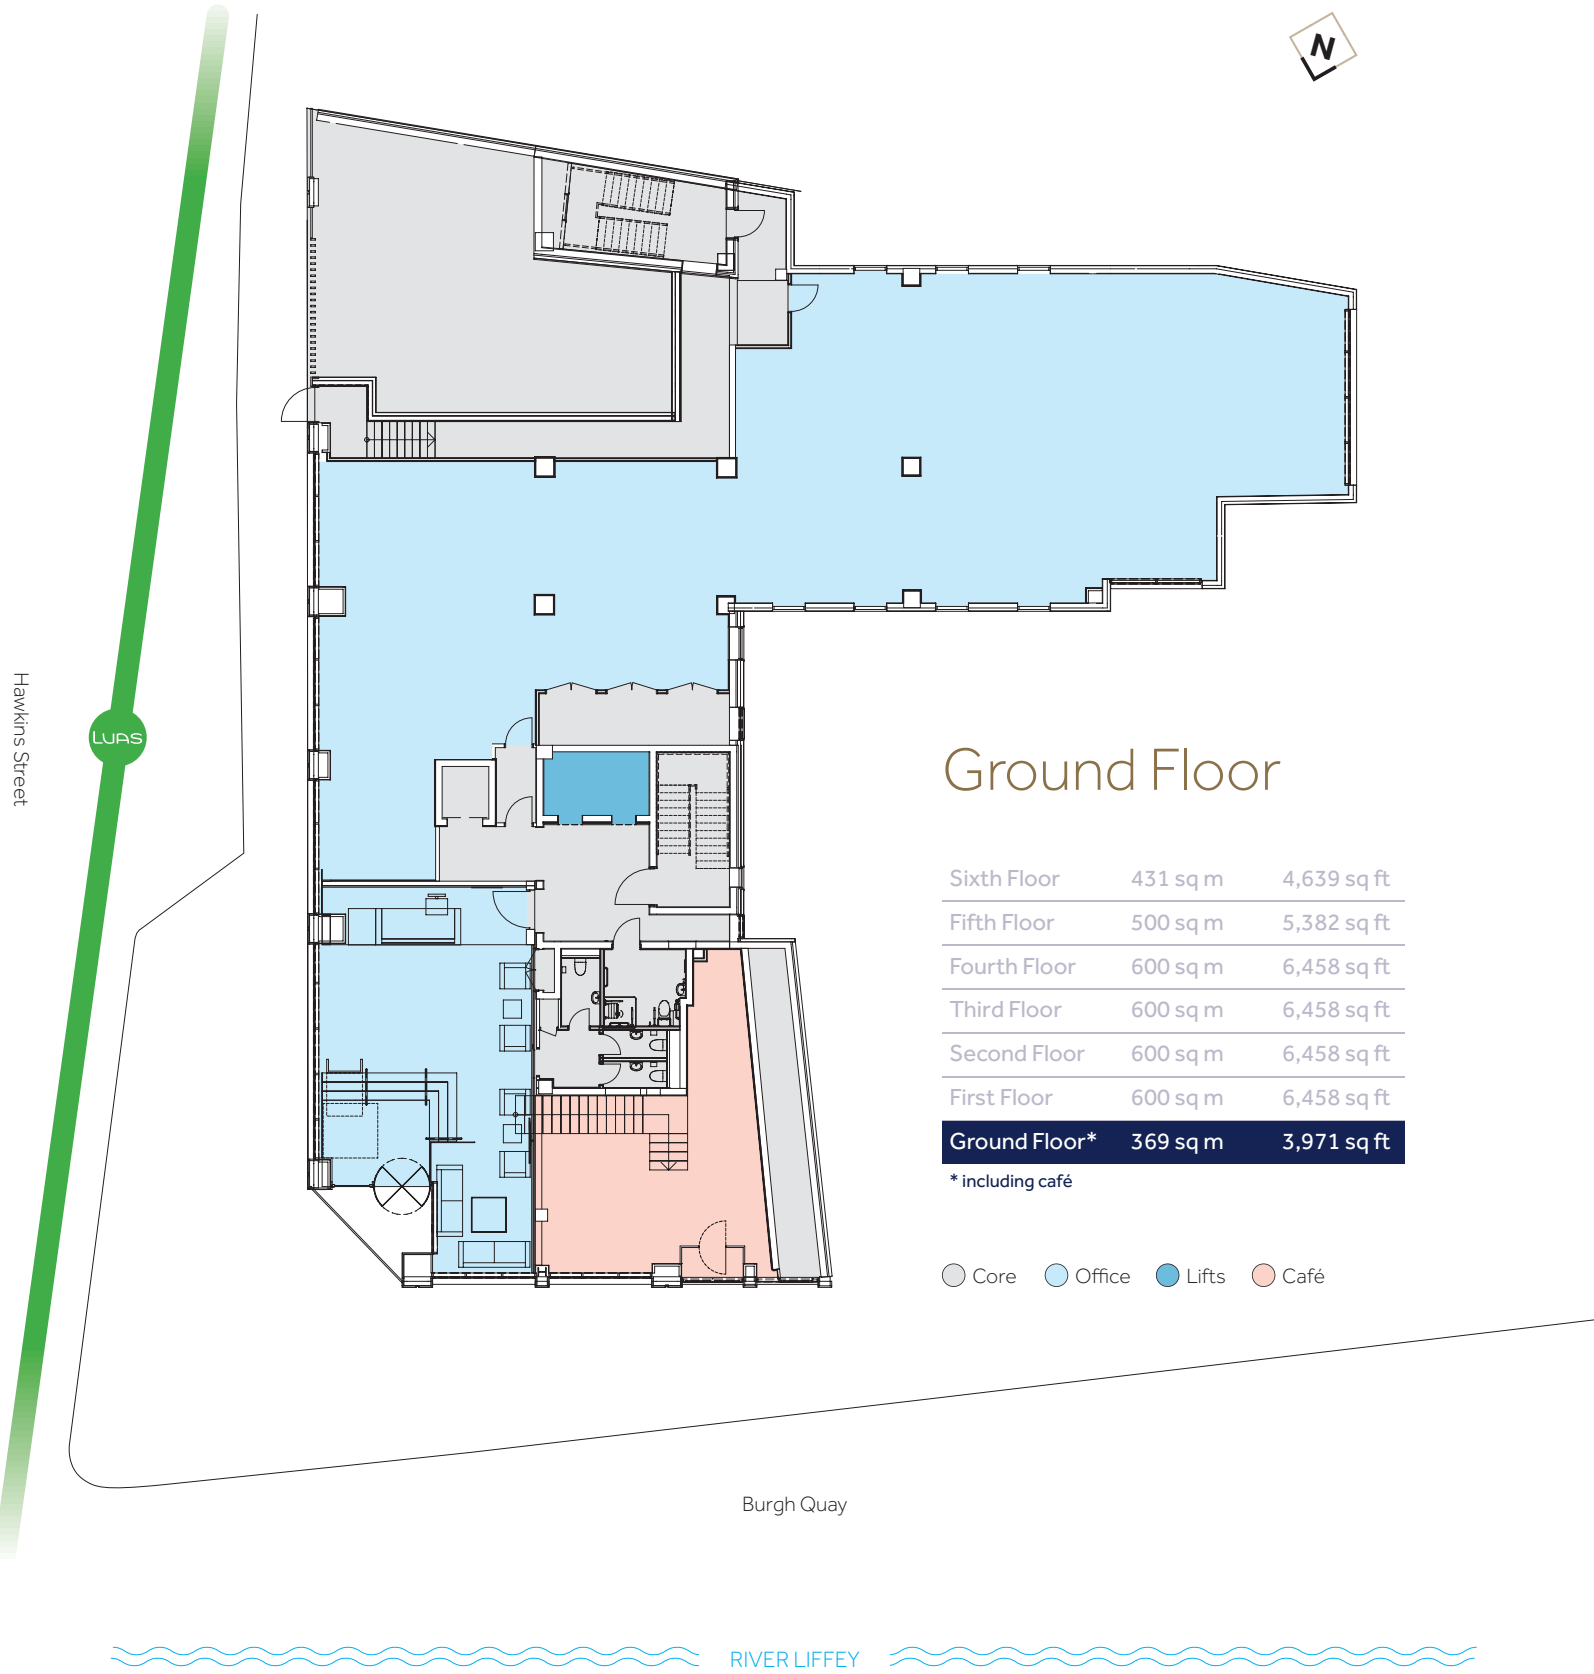 N
Hawkins Street
LUAS
Ground Floor
Sixth Floor 431 sq m 4,639 sq ft
Fifth Floor 500 sq m 5,382 sq ft
Fourth Floor 600 sq m 6,458 sq ft
Third Floor 600 sq m 6,458 sq ft
Second Floor 600 sq m 6,458 sq ft
First Floor 600 sq m 6,458 sq ft
Ground Floor* 369 sq m 3,971 sq ft
* including café
Core Office Lifts Café
Burgh Quay
RIVER LIFFEY